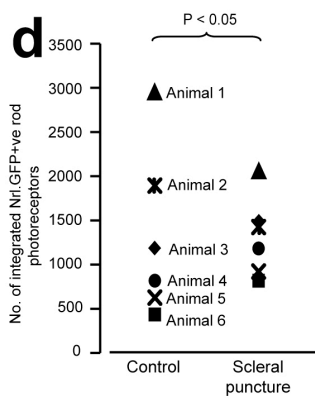 d
P < 0.05
3500
3000
2500
2000
1500
1000
500
0
No. of integrated Nrl.GFP+ve rod
photoreceptors
Animal 1
Animal 2
Animal 3
Animal 4
Animal 5
Animal 6
Control
Scleral
puncture